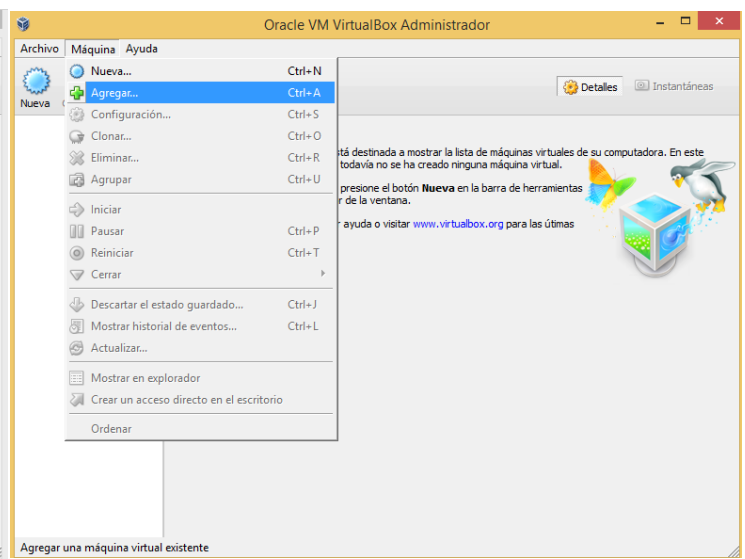 Oracle VM VirtualBox Administrador
Archivo Máquina Ayuda
Nueva
Detalles
Instantáneas
Nueva... Ctrl+N
Agregar... Ctrl+A
Configuración... Ctrl+S
Clonar... Ctrl+O
Eliminar... Ctrl+R
Agrupar Ctrl+U
Iniciar
Pausar Ctrl+P
Reiniciar Ctrl+T
Cerrar
Descartar el estado guardado... Ctrl+J
Mostrar historial de eventos... Ctrl+L
Actualizar...
Mostrar en explorador
Crear un acceso directo en el escritorio
Ordenar
destinada a mostrar la lista de máquinas virtuales de su computadora. En este
todavía no se ha creado ninguna máquina virtual.
presione el botón Nueva en la barra de herramientas
de la ventana.
ayuda o visitar www.virtualbox.org para las útimas
Agregar una máquina virtual existente